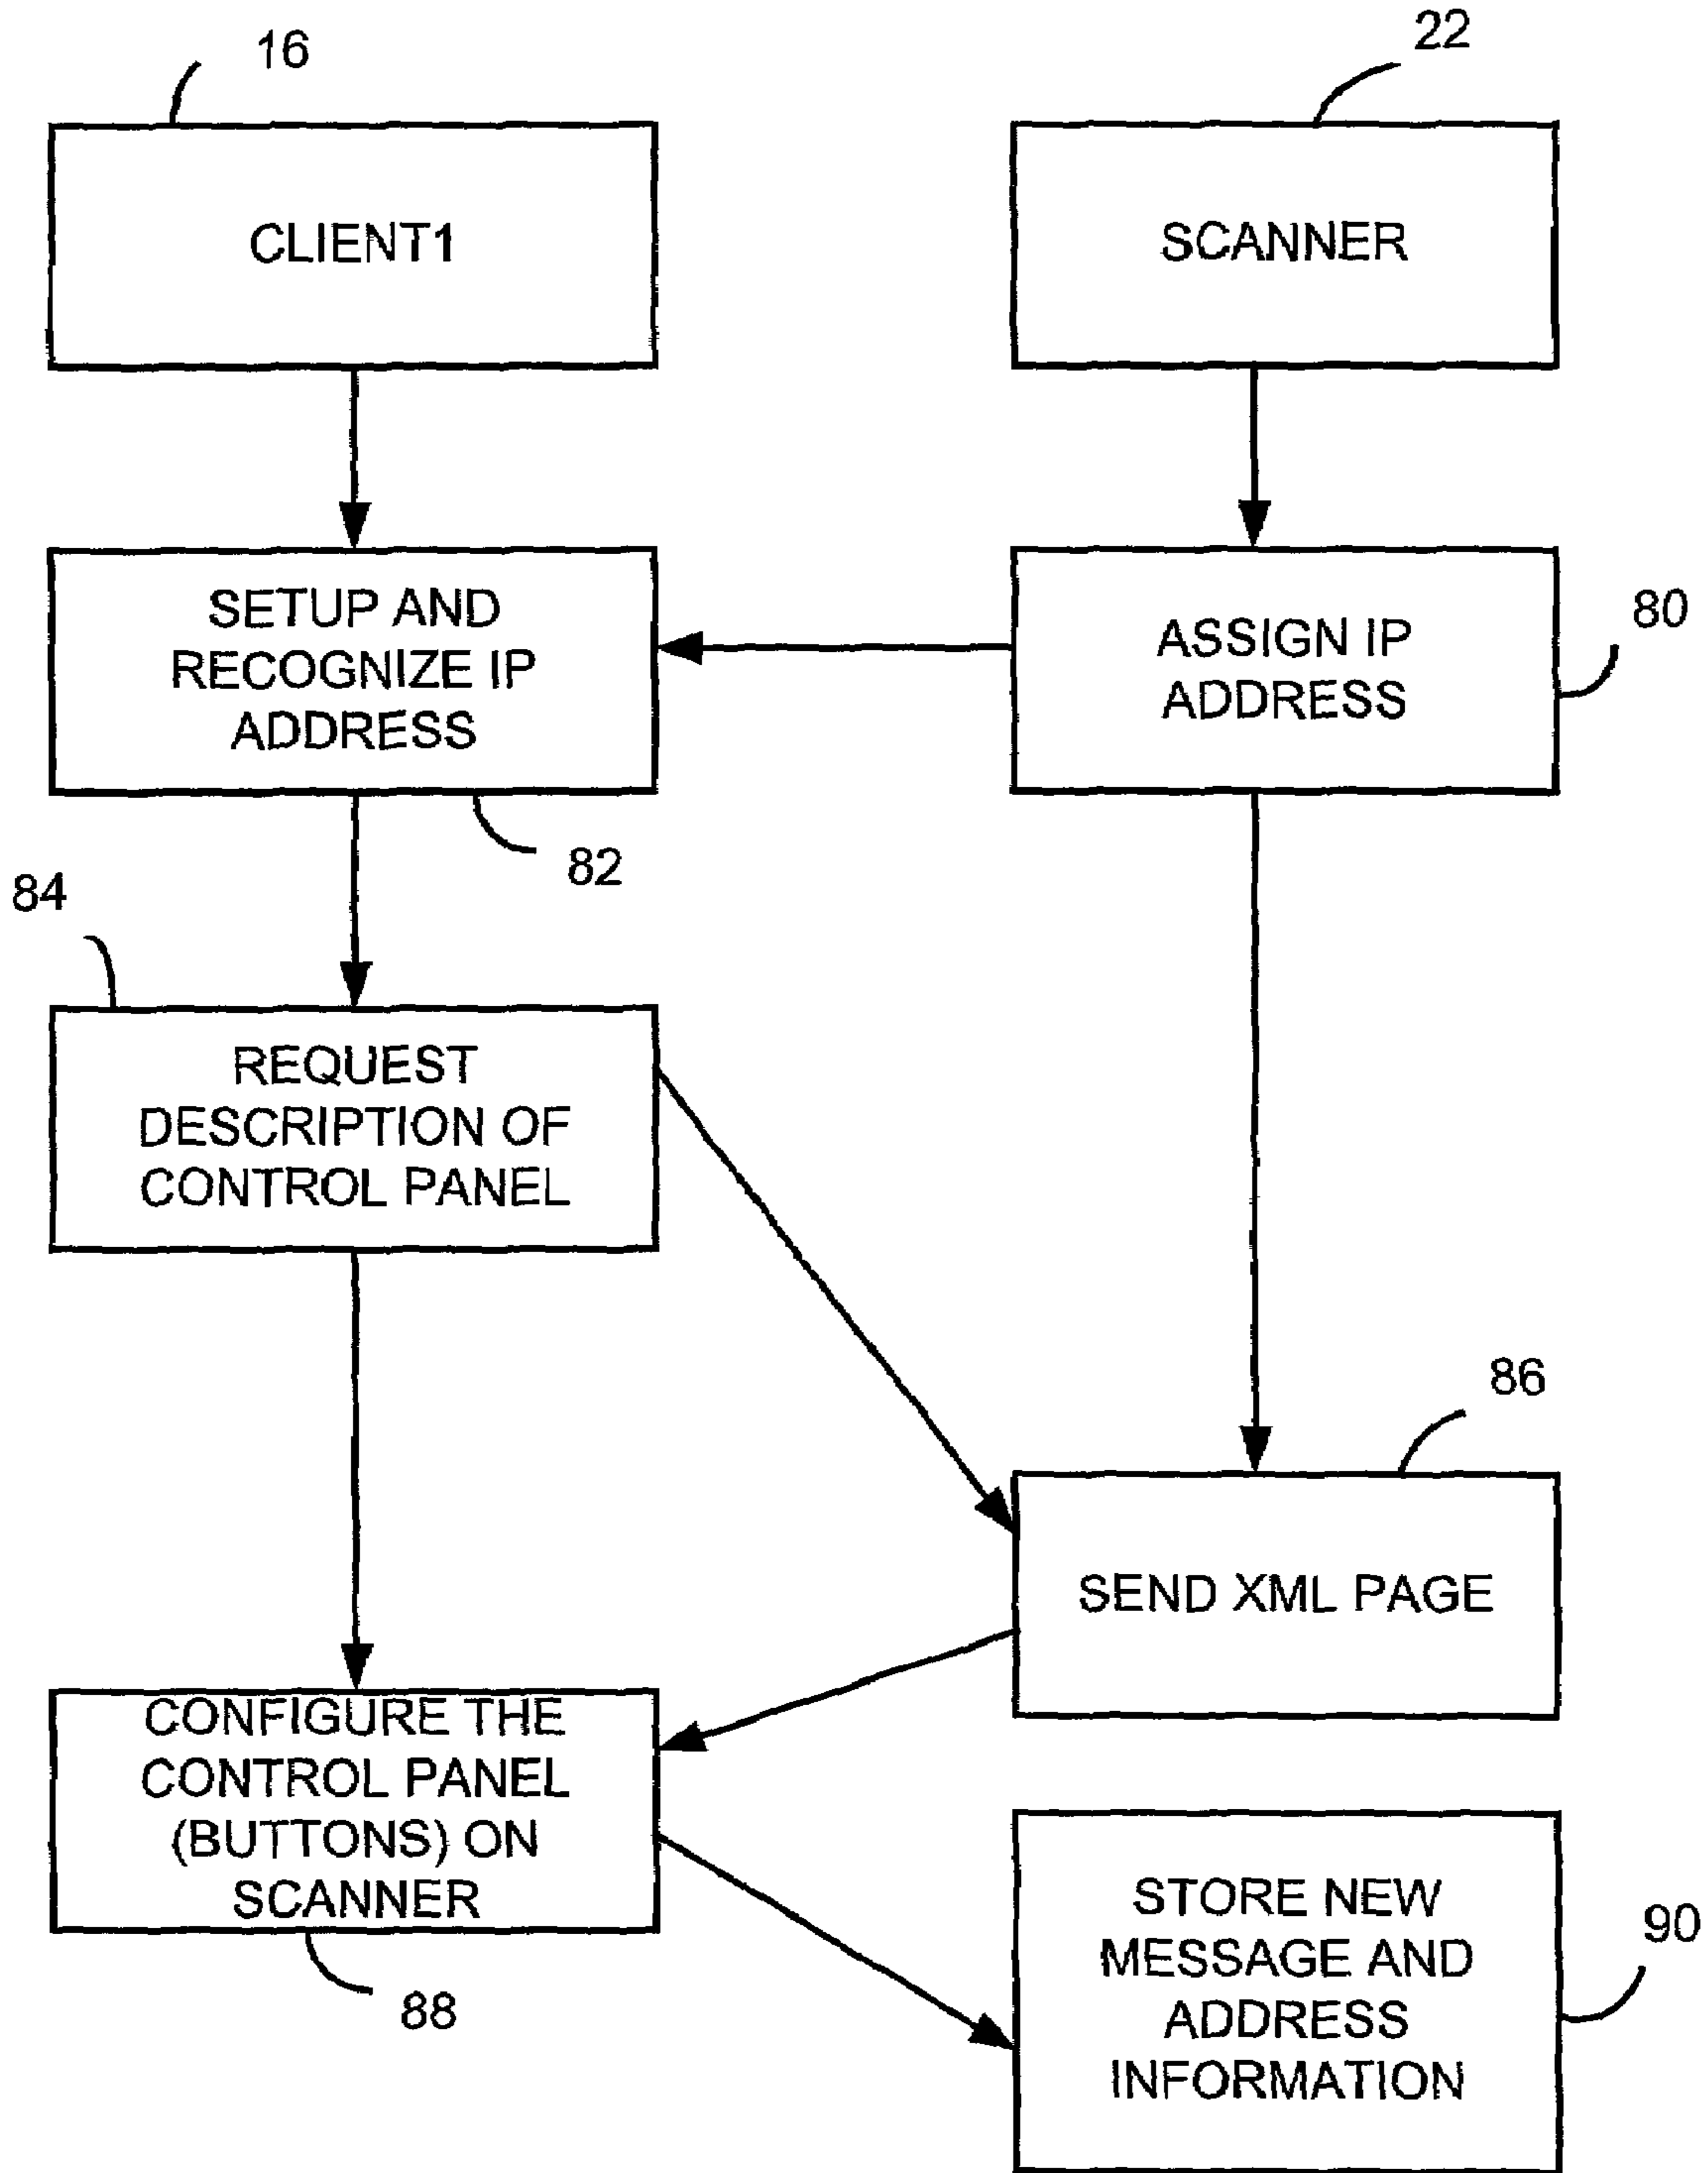 16
22
CLIENT1
SCANNER
SETUP AND
RECOGNIZE IP
ADDRESS
ASSIGN IP
ADDRESS
80
82
84
REQUEST
DESCRIPTION OF
CONTROL PANEL
86
SEND XML PAGE
CONFIGURE THE
CONTROL PANEL
(BUTTONS) ON
SCANNER
88
STORE NEW
MESSAGE AND
ADDRESS
INFORMATION
90